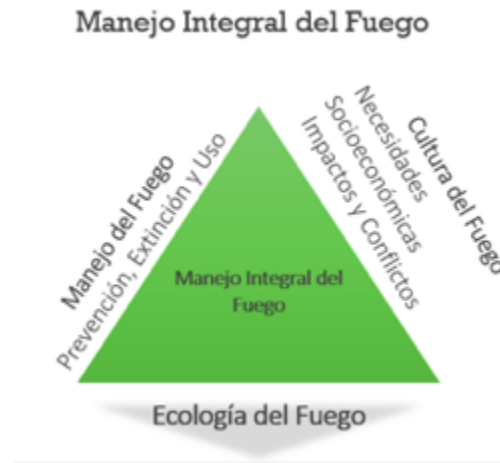 Manejo Integral del Fuego
Manejo del Fuego
Prevención, Extinción y Uso
Cultura del Fuego
Necesidades
Socioeconómicas
Impactos y Conflictos
Manejo Integral del
Fuego
Ecología del Fuego